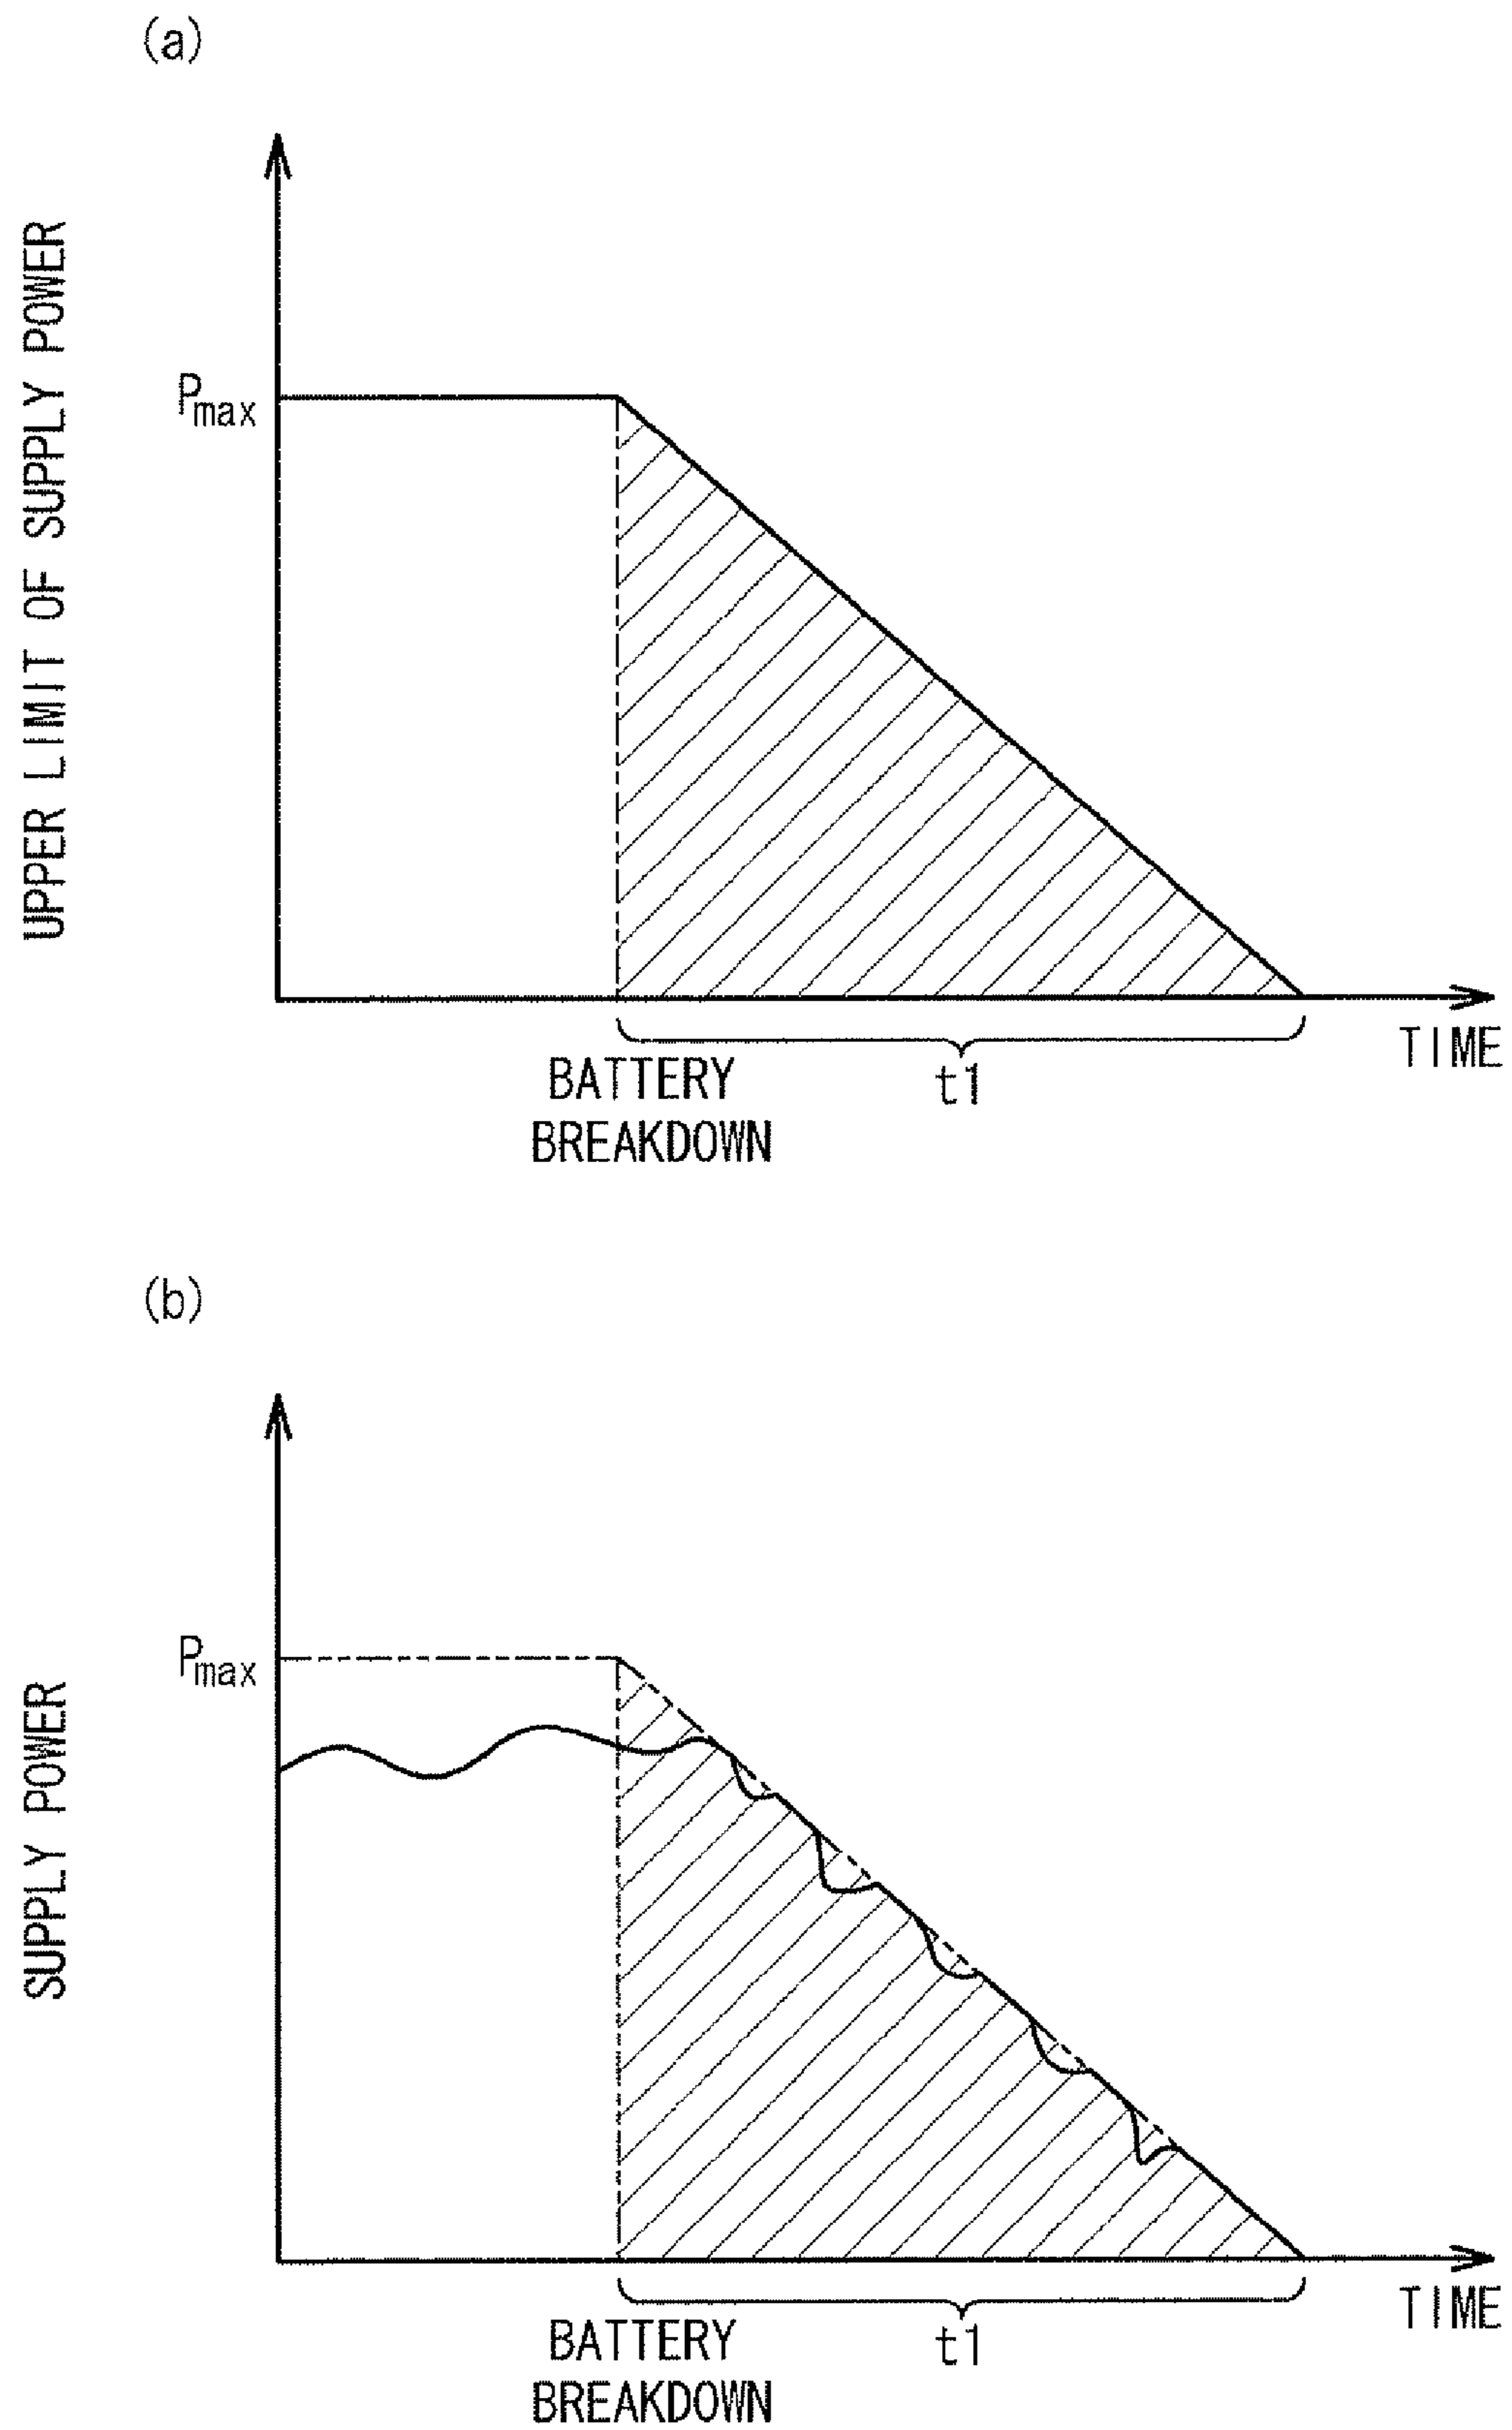 (a)
UPPER LIMIT OF SUPPLY POWER
Pmax
TIME
BATTERY
BREAKDOWN
t1
(b)
SUPPLY POWER
Pmax
TIME
BATTERY
BREAKDOWN
t1